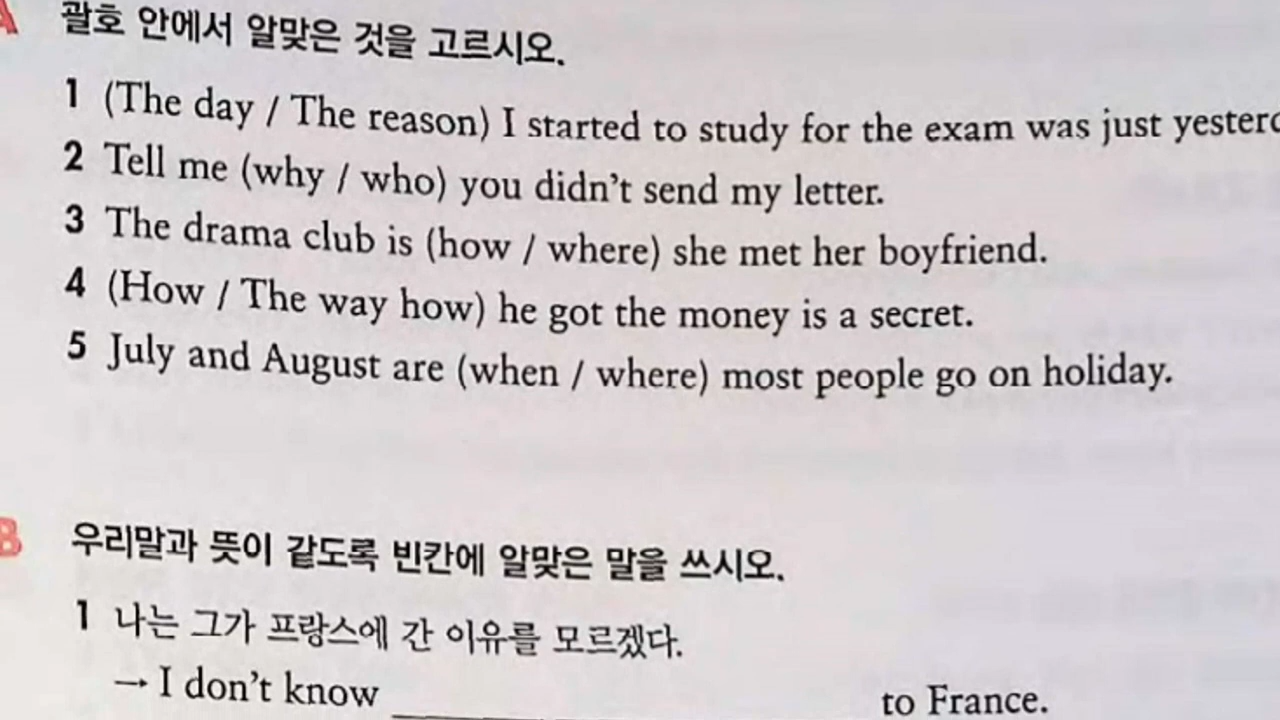 A 괄호 안에서 알맞은 것을 고르시오.
1 (The day / The reason) I started to study for the exam was just
2 Tell me (why / who) you didn't send my letter.
3 The drama club is (how / where) she met her boyfriend.
4 (How / The way how) he got the money is a secret.
5 July and August are (when / where) most people go on holiday.
B 우리말과 뜻이 같도록 빈칸에 알맞은 말을 쓰시오.
1 나는 그가 프랑스에 간 이유를 모르겠다.
→ I don't know to France.